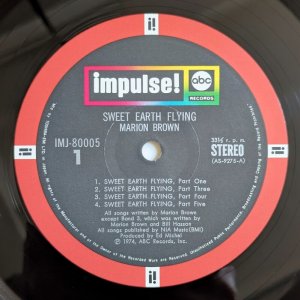 impulse!
abc
RECORDS
SWEET EARTH FLYING
MARION BROWN
IMJ-80005
1
33⅓ r. p. m.
STEREO
(AS-9275-A)
1. SWEET EARTH FLYING, Part One
2. SWEET EARTH FLYING, Part Three
3. SWEET EARTH FLYING, Part Four
4. SWEET EARTH FLYING, Part Five
All songs written by Marion Brown
except Band 3, which was written by
Marion Brown and Bill Hasson
All songs published by NIA Music(BMI)
Produced by Ed Michel
℗ 1974, ABC Records, Inc.
i!
i!
i!
i!